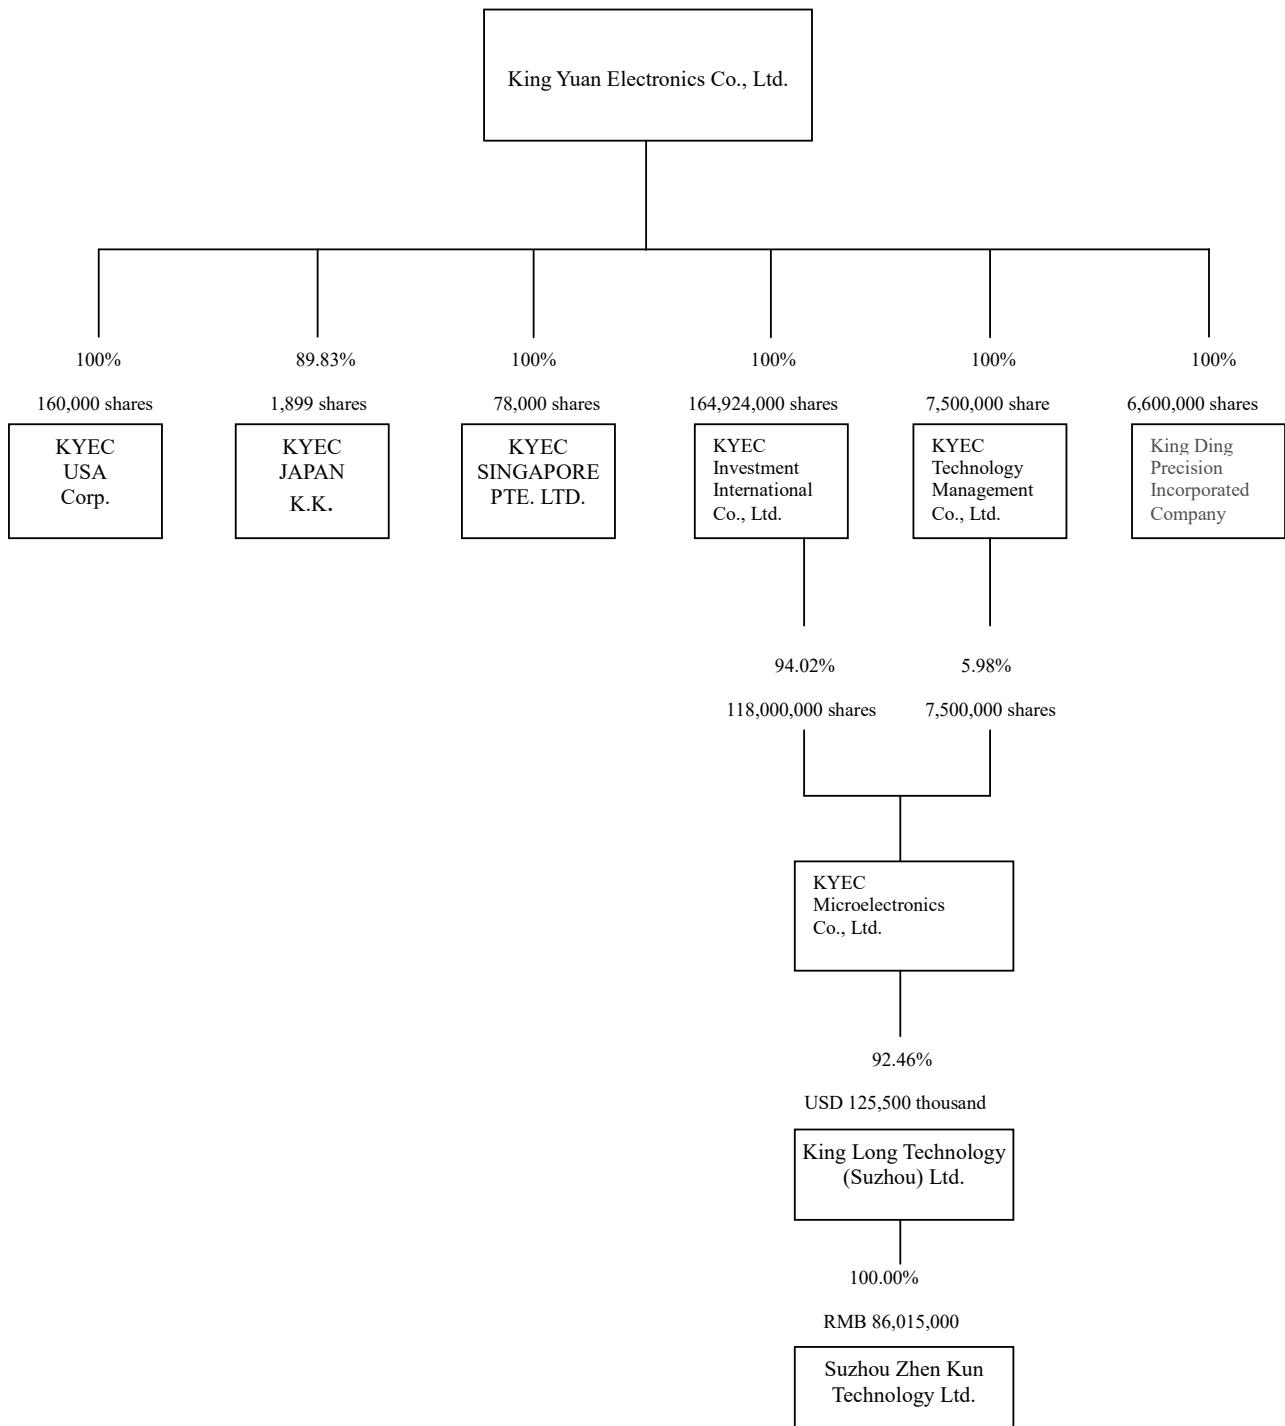 King Yuan Electronics Co., Ltd.
100%
89.83%
100%
100%
100%
100%
160,000 shares
1,899 shares
78,000 shares
164,924,000 shares
7,500,000 share
6,600,000 shares
KYEC
USA
Corp.
KYEC
JAPAN
K.K.
KYEC
SINGAPORE
PTE. LTD.
KYEC
Investment
International
Co., Ltd.
KYEC
Technology
Management
Co., Ltd.
King Ding
Precision
Incorporated
Company
94.02%
5.98%
118,000,000 shares
7,500,000 shares
KYEC
Microelectronics
Co., Ltd.
92.46%
USD 125,500 thousand
King Long Technology
(Suzhou) Ltd.
100.00%
RMB 86,015,000
Suzhou Zhen Kun
Technology Ltd.